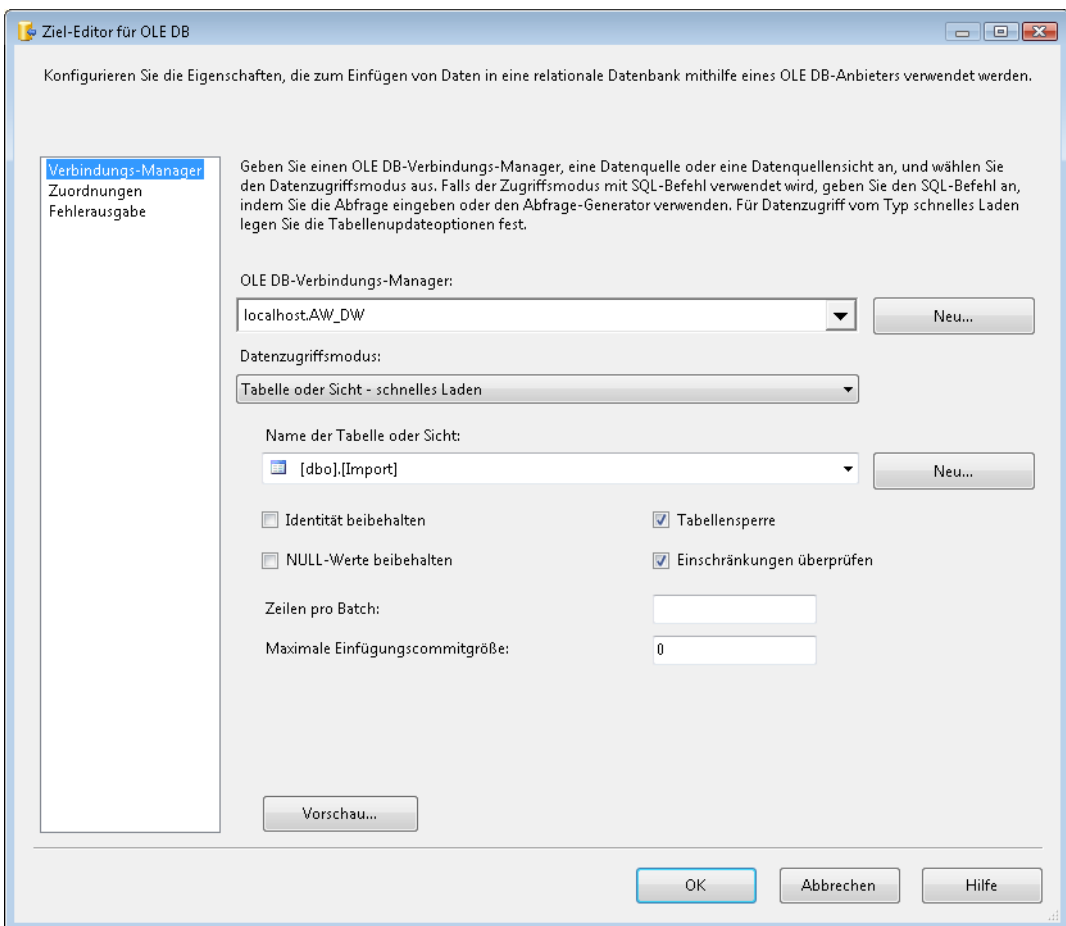 Ziel-Editor für OLE DB
Konfigurieren Sie die Eigenschaften, die zum Einfügen von Daten in eine relationale Datenbank mithilfe eines OLE DB-Anbieters verwendet werden.
Verbindungs-Manager
Zuordnungen
Fehlerausgabe
Geben Sie einen OLE DB-Verbindungs-Manager, eine Datenquelle oder eine Datenquellensicht an, und wählen Sie
den Datenzugriffsmodus aus. Falls der Zugriffsmodus mit SQL-Befehl verwendet wird, geben Sie den SQL-Befehl an,
indem Sie die Abfrage eingeben oder den Abfrage-Generator verwenden. Für Datenzugriff vom Typ schnelles Laden
legen Sie die Tabellenupdateoptionen fest.
OLE DB-Verbindungs-Manager:
localhost.AW_DW
Neu...
Datenzugriffsmodus:
Tabelle oder Sicht - schnelles Laden
Name der Tabelle oder Sicht:
[dbo].[Import]
Neu...
Identität beibehalten
Tabellensperre
NULL-Werte beibehalten
Einschränkungen überprüfen
Zeilen pro Batch:
Maximale Einfügungscommitgröße:
0
Vorschau...
OK
Abbrechen
Hilfe